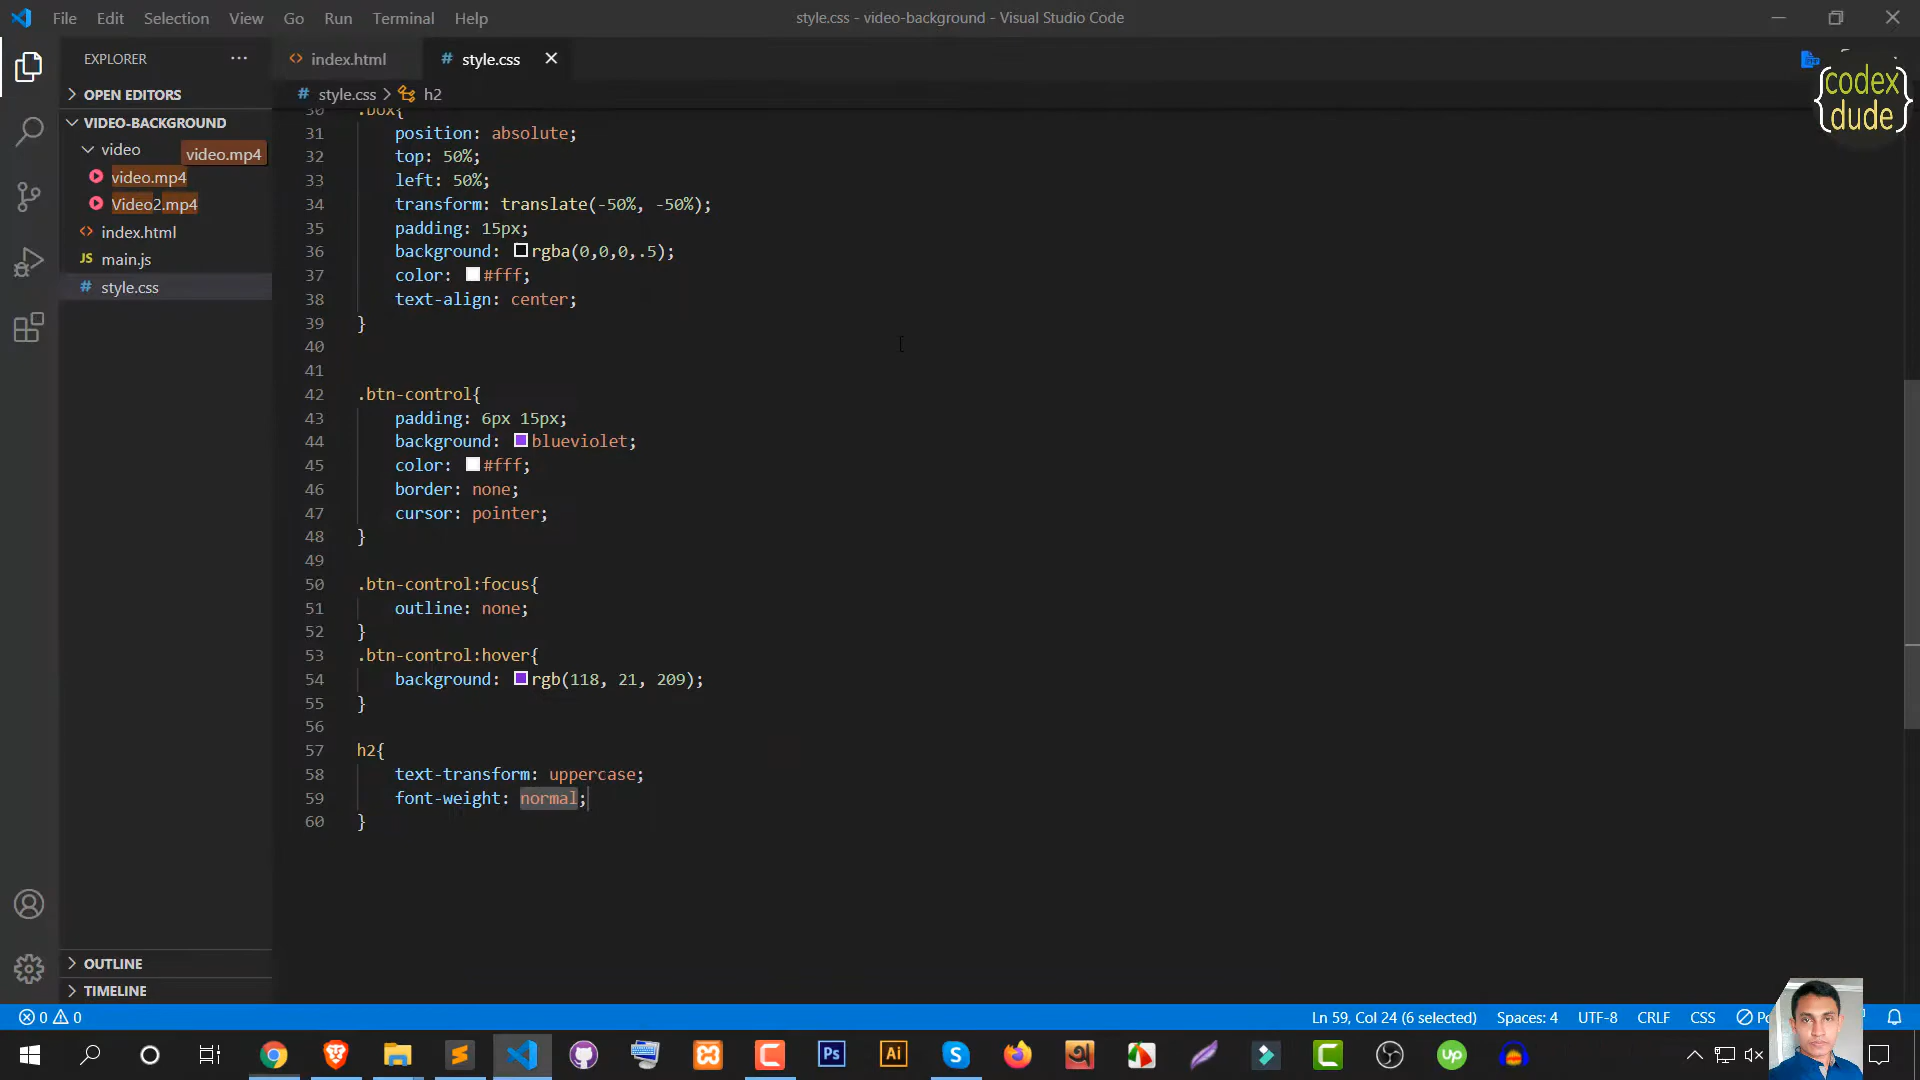 File Edit Selection View Go Run Terminal Help
style.css - video-background - Visual Studio Code
EXPLORER ···
index.html
# style.css
{codex
dude}
OPEN EDITORS
# style.css > h2
VIDEO-BACKGROUND
video
video.mp4
video.mp4
Video2.mp4
index.html
JS main.js
# style.css
30 .box{
31 position: absolute;
32 top: 50%;
33 left: 50%;
34 transform: translate(-50%, -50%);
35 padding: 15px;
36 background: rgba(0,0,0,.5);
37 color: #fff;
38 text-align: center;
39 }
40
41
42 .btn-control{
43 padding: 6px 15px;
44 background: blueviolet;
45 color: #fff;
46 border: none;
47 cursor: pointer;
48 }
49
50 .btn-control:focus{
51 outline: none;
52 }
53 .btn-control:hover{
54 background: rgb(118, 21, 209);
55 }
56
57 h2{
58 text-transform: uppercase;
59 font-weight: normal;
60 }
OUTLINE
TIMELINE
0 0
Ln 59, Col 24 (6 selected) Spaces: 4 UTF-8 CRLF CSS
Ps Ai S Up